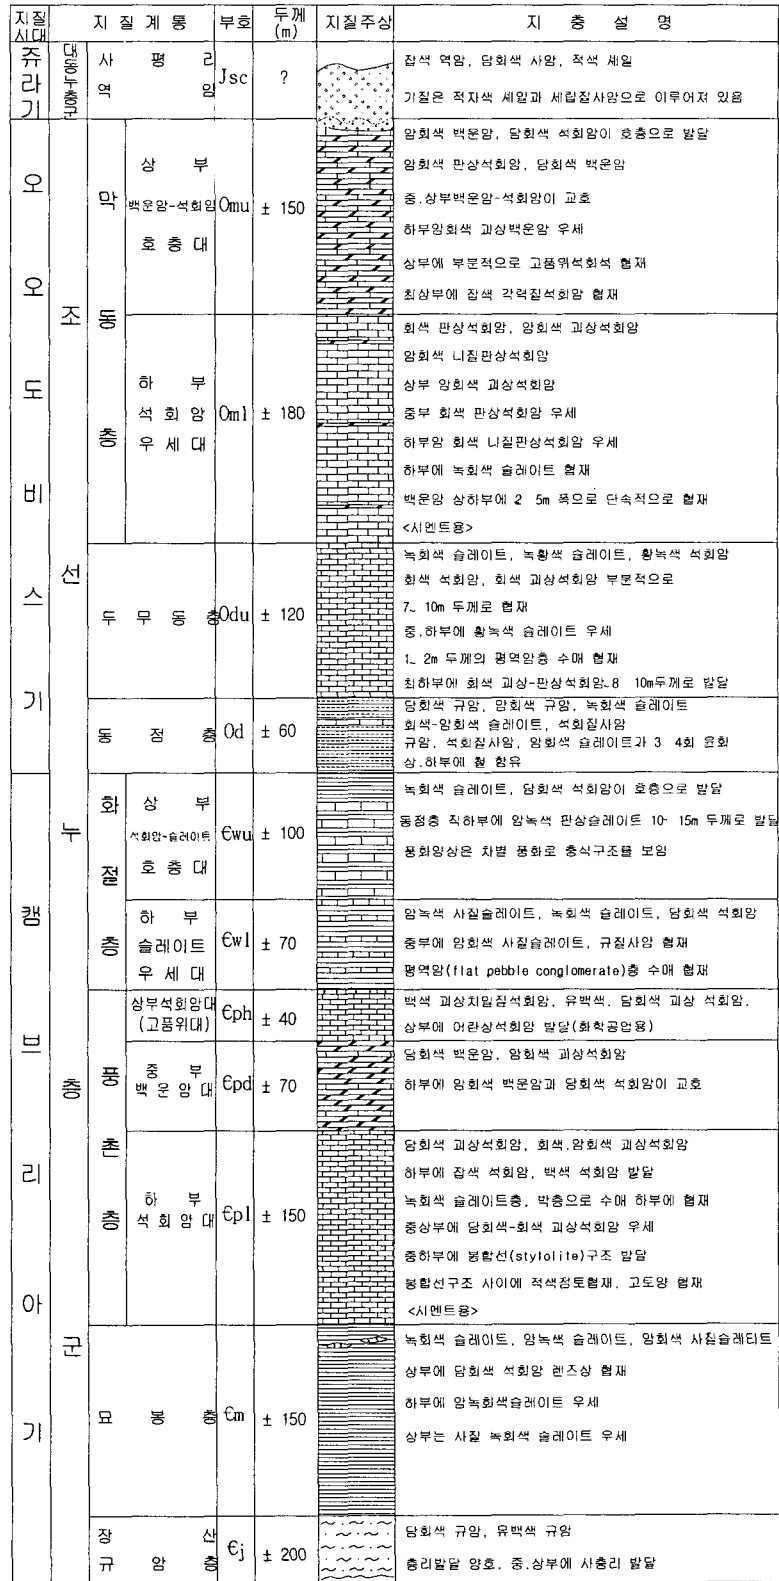 지질시대 지질계통 부호 두께(m) 지질주상 지층설명
쥬라기 대동누층군 사평리역암 Jsc ?
잡색 역암, 담회색 사암, 적색 세일
기질은 적자색 세일과 세립질사암으로 이루어져 있음
오오도비스기 조선누층군
막동층 상부 백운암-석회암 호층대 Omu ± 150
암회색 백운암, 담회색 석회암이 호층으로 발달
암회색 판상석회암, 담회색 백운암
중.상부백운암-석회암이 교호
하부암회색 괴상백운암 우세
상부에 부분적으로 고품위석회석 협재
최상부에 잡색 각력질석회암 협재
하부 석회암 우세대 Oml ± 180
회색 판상석회암, 암회색 괴상석회암
암회색 니질판상석회암
상부 암회색 괴상석회암
중부 회색 판상석회암 우세
하부암 회색 니질판상석회암 우세
하부에 녹회색 슬레이트 협재
백운암 상하부에 2 5m 폭으로 단속적으로 협재
<시멘트용>
두무동층 Odu ± 120
녹회색 슬레이트, 녹황색 슬레이트, 황녹색 석회암
회색 석회암, 회색 괴상석회암 부분적으로
7~ 10m 두께로 협재
중.하부에 황녹색 슬레이트 우세
1~ 2m 두께의 평역암층 수매 협재
최하부에 회색 괴상-판상석회암~8 10m두께로 발달
동점층 Od ± 60
담회색 규암, 암회색 규암, 녹회색 슬레이트
회색-암회색 슬레이트, 석회질사암
규암, 석회질사암, 암회색 슬레이트가 3 4회 윤회
상.하부에 철 함유
캠브리아기
화절층 상부 석회암-슬레이트 호층대 Єwu ± 100
녹회색 슬레이트, 담회색 석회암이 호층으로 발달
동점층 직하부에 암녹색 판상슬레이트 10~ 15m 두께로 발달
풍화양상은 차별 풍화로 층식구조를 보임
하부 슬레이트 우세대 Єwl ± 70
암녹색 사질슬레이트, 녹회색 슬레이트, 담회색 석회암
중부에 암회색 사질슬레이트, 규질사암 협재
평역암(flat pebble conglomerate)층 수매 협재
풍촌층 상부석회암대 (고품위대) Єph ± 40
백색 괴상치밀질석회암, 유백색. 담회색 괴상 석회암.
상부에 어란상석회암 발달(화학공업용)
중부 백운암대 Єpd ± 70
담회색 백운암, 암회색 괴상석회암
하부에 암회색 백운암과 담회색 석회암이 교호
하부 석회암대 Єpl ± 150
담회색 괴상석회암, 회색.암회색 괴상석회암
하부에 잡색 석회암, 백색 석회암 발달
녹회색 슬레이트층, 박층으로 수매 하부에 협재
중상부에 담회색-회색 괴상석회암 우세
중하부에 봉합선(stylolite)구조 발달
봉합선구조 사이에 적색점토협재, 고토양 협재
<시멘트용>
묘봉층 Єm ± 150
녹회색 슬레이트, 암녹색 슬레이트, 암회색 사질슬레티트
상부에 담회색 석회암 렌즈상 협재
하부에 암녹회색슬레이트 우세
상부는 사질 녹회색 슬레이트 우세
장산규암층 Єj ± 200
담회색 규암, 유백색 규암
층리발달 양호, 중.상부에 사층리 발달